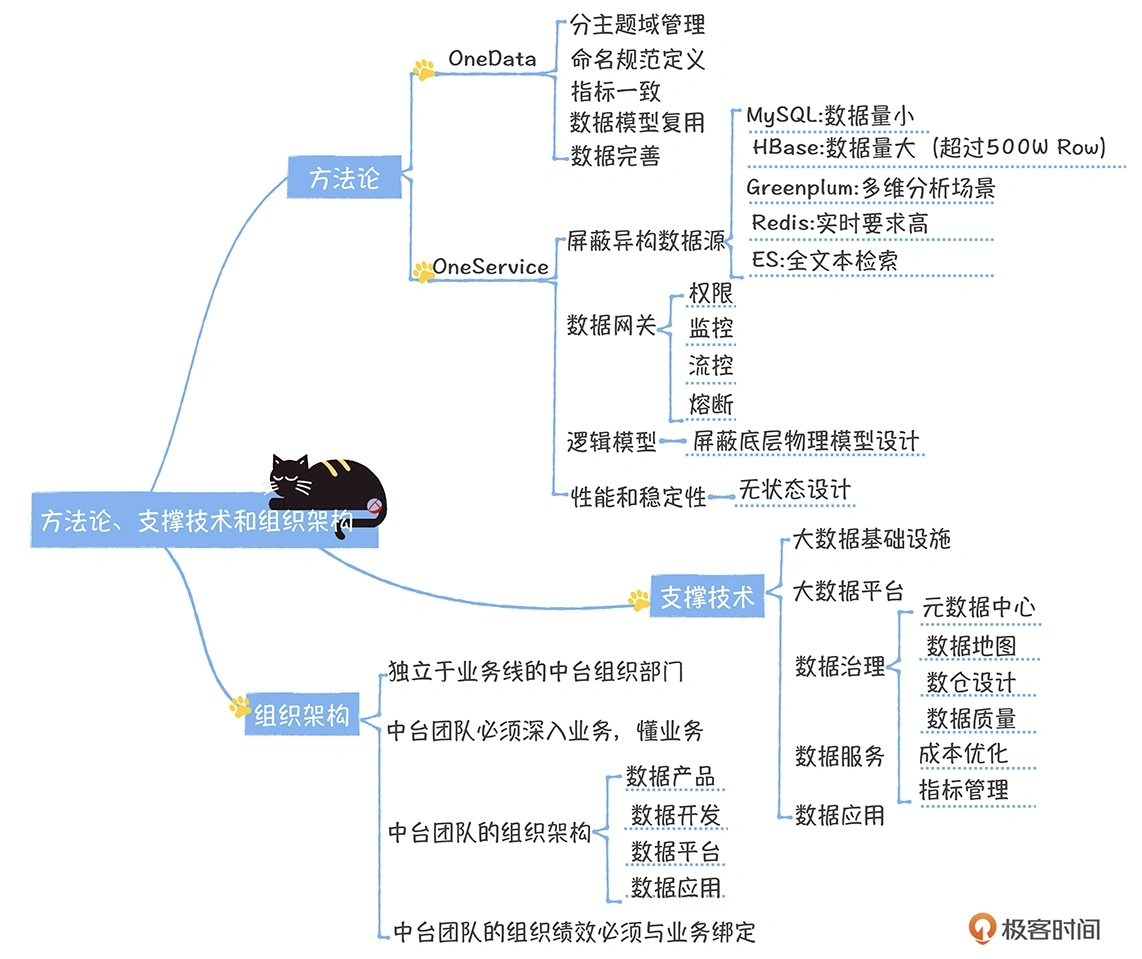 方法论、支撑技术和组织架构
方法论
OneData
分主题域管理
命名规范定义
指标一致
数据模型复用
数据完善
OneService
屏蔽异构数据源
MySQL:数据量小
HBase:数据量大（超过500W Row）
Greenplum:多维分析场景
Redis:实时要求高
ES:全文本检索
数据网关
权限
监控
流控
熔断
逻辑模型
屏蔽底层物理模型设计
性能和稳定性
无状态设计
支撑技术
大数据基础设施
大数据平台
数据治理
元数据中心
数据地图
数仓设计
数据质量
成本优化
指标管理
数据服务
数据应用
组织架构
独立于业务线的中台组织部门
中台团队必须深入业务，懂业务
中台团队的组织架构
数据产品
数据开发
数据平台
数据应用
中台团队的组织绩效必须与业务绑定
极客时间